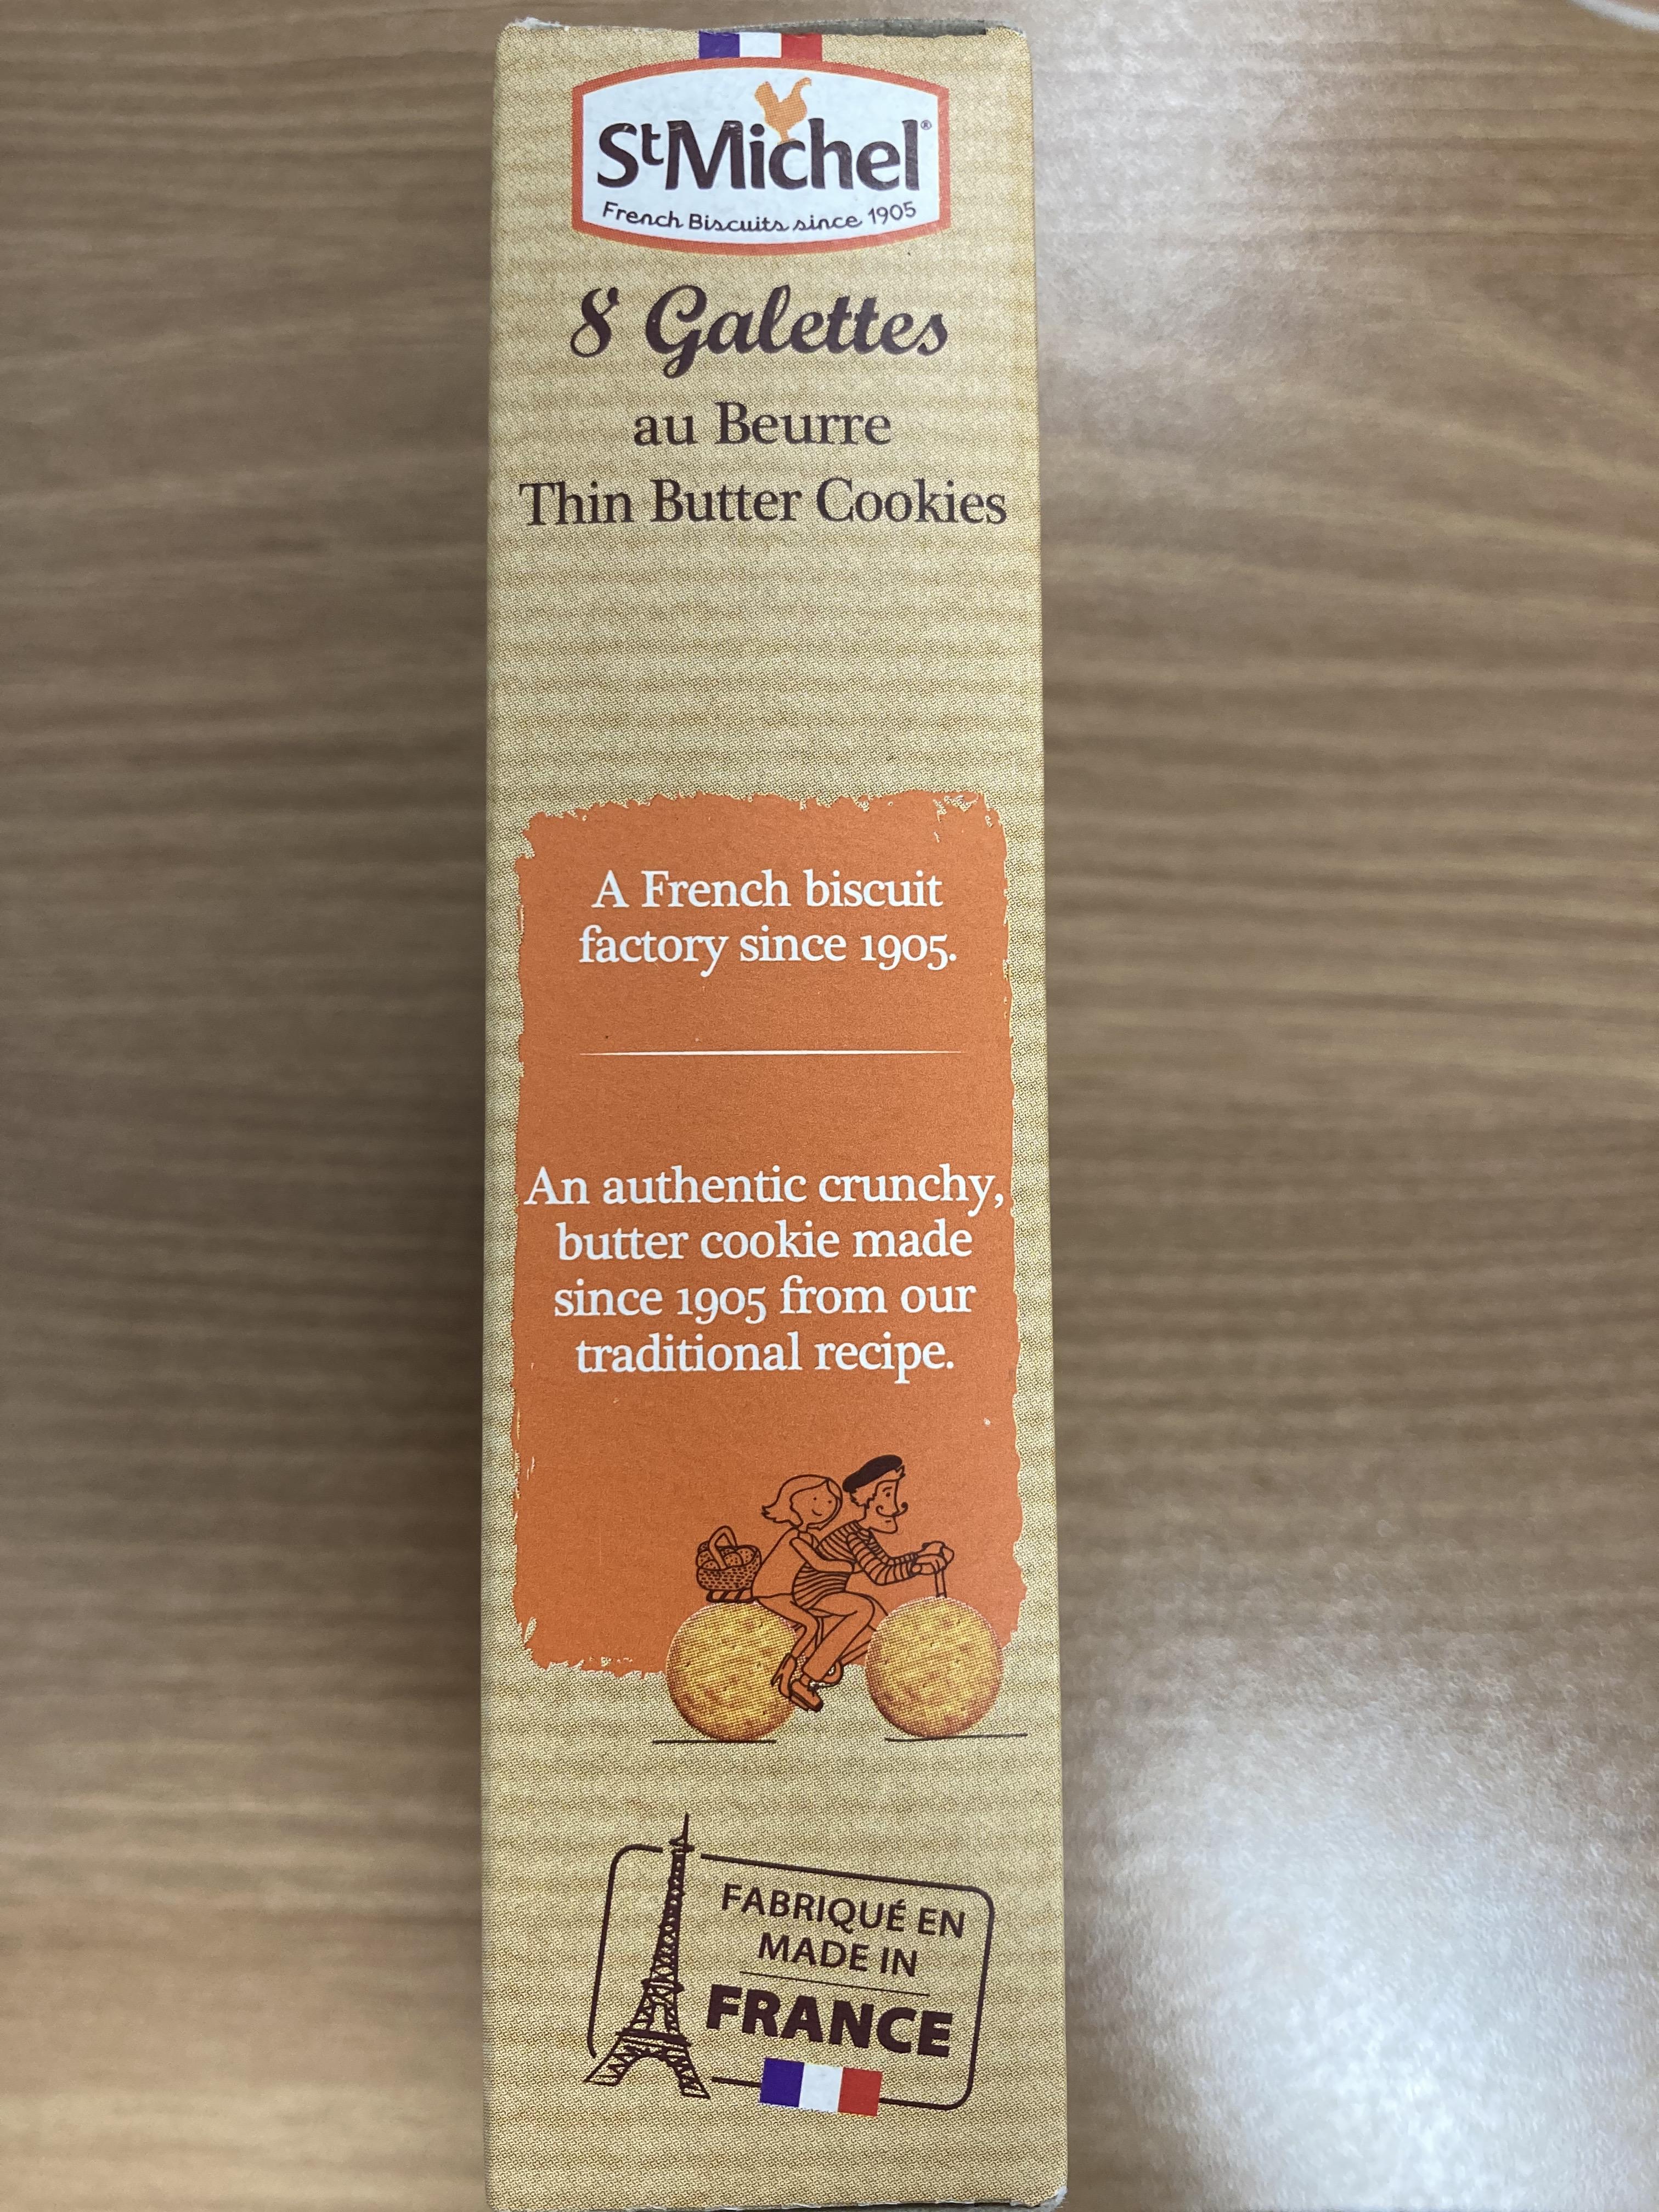 StMichel®
French Biscuits since 1905
8 Galettes
au Beurre
Thin Butter Cookies
A French biscuit
factory since 1905.
An authentic crunchy,
butter cookie made
since 1905 from our
traditional recipe.
FABRIQUÉ EN
MADE IN
FRANCE